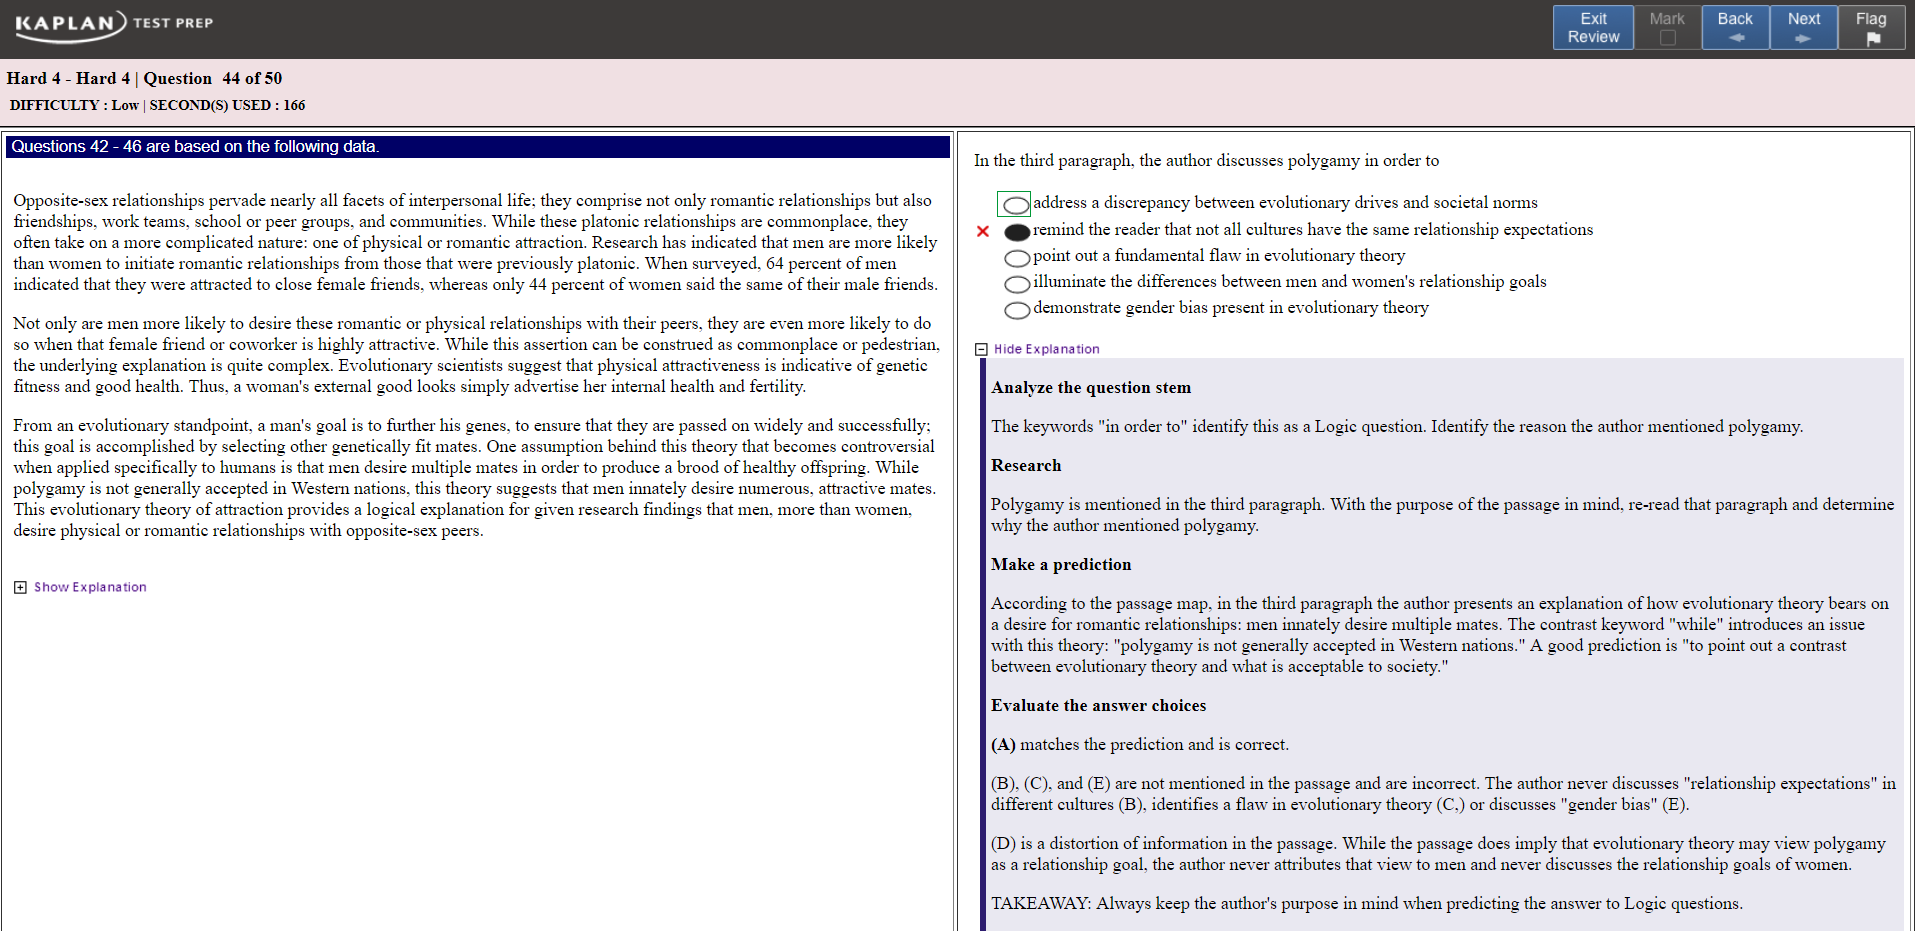 KAPLAN TEST PREP
Exit Review
Mark
Back
Next
Flag
Hard 4 - Hard 4 | Question 44 of 50
DIFFICULTY : Low | SECOND(S) USED : 166
Questions 42 - 46 are based on the following data.
Opposite-sex relationships pervade nearly all facets of interpersonal life; they comprise not only romantic relationships but also
friendships, work teams, school or peer groups, and communities. While these platonic relationships are commonplace, they
often take on a more complicated nature: one of physical or romantic attraction. Research has indicated that men are more likely
than women to initiate romantic relationships from those that were previously platonic. When surveyed, 64 percent of men
indicated that they were attracted to close female friends, whereas only 44 percent of women said the same of their male friends.
Not only are men more likely to desire these romantic or physical relationships with their peers, they are even more likely to do
so when that female friend or coworker is highly attractive. While this assertion can be construed as commonplace or pedestrian,
the underlying explanation is quite complex. Evolutionary scientists suggest that physical attractiveness is indicative of genetic
fitness and good health. Thus, a woman's external good looks simply advertise her internal health and fertility.
From an evolutionary standpoint, a man's goal is to further his genes, to ensure that they are passed on widely and successfully;
this goal is accomplished by selecting other genetically fit mates. One assumption behind this theory that becomes controversial
when applied specifically to humans is that men desire multiple mates in order to produce a brood of healthy offspring. While
polygamy is not generally accepted in Western nations, this theory suggests that men innately desire numerous, attractive mates.
This evolutionary theory of attraction provides a logical explanation for given research findings that men, more than women,
desire physical or romantic relationships with opposite-sex peers.
Show Explanation
In the third paragraph, the author discusses polygamy in order to
address a discrepancy between evolutionary drives and societal norms
remind the reader that not all cultures have the same relationship expectations
point out a fundamental flaw in evolutionary theory
illuminate the differences between men and women's relationship goals
demonstrate gender bias present in evolutionary theory
Hide Explanation
Analyze the question stem
The keywords "in order to" identify this as a Logic question. Identify the reason the author mentioned polygamy.
Research
Polygamy is mentioned in the third paragraph. With the purpose of the passage in mind, re-read that paragraph and determine
why the author mentioned polygamy.
Make a prediction
According to the passage map, in the third paragraph the author presents an explanation of how evolutionary theory bears on
a desire for romantic relationships: men innately desire multiple mates. The contrast keyword "while" introduces an issue
with this theory: "polygamy is not generally accepted in Western nations." A good prediction is "to point out a contrast
between evolutionary theory and what is acceptable to society."
Evaluate the answer choices
(A) matches the prediction and is correct.
(B), (C), and (E) are not mentioned in the passage and are incorrect. The author never discusses "relationship expectations" in
different cultures (B), identifies a flaw in evolutionary theory (C,) or discusses "gender bias" (E).
(D) is a distortion of information in the passage. While the passage does imply that evolutionary theory may view polygamy
as a relationship goal, the author never attributes that view to men and never discusses the relationship goals of women.
TAKEAWAY: Always keep the author's purpose in mind when predicting the answer to Logic questions.